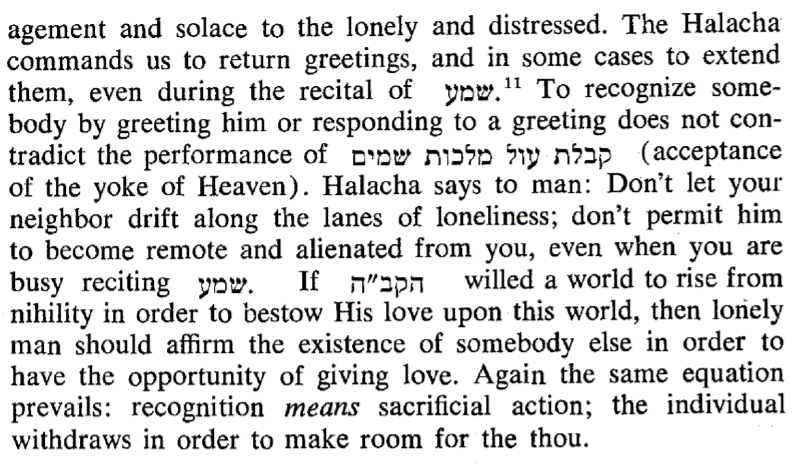 agement and solace to the lonely and distressed. The Halacha
commands us to return greetings, and in some cases to extend
them, even during the recital of שמע.11 To recognize some-
body by greeting him or responding to a greeting does not con-
tradict the performance of קבלת עול מלכות שמים (acceptance
of the yoke of Heaven). Halacha says to man: Don't let your
neighbor drift along the lanes of loneliness; don't permit him
to become remote and alienated from you, even when you are
busy reciting שמע. If הקב״ה willed a world to rise from
nihility in order to bestow His love upon this world, then lonely
man should affirm the existence of somebody else in order to
have the opportunity of giving love. Again the same equation
prevails: recognition means sacrificial action; the individual
withdraws in order to make room for the thou.